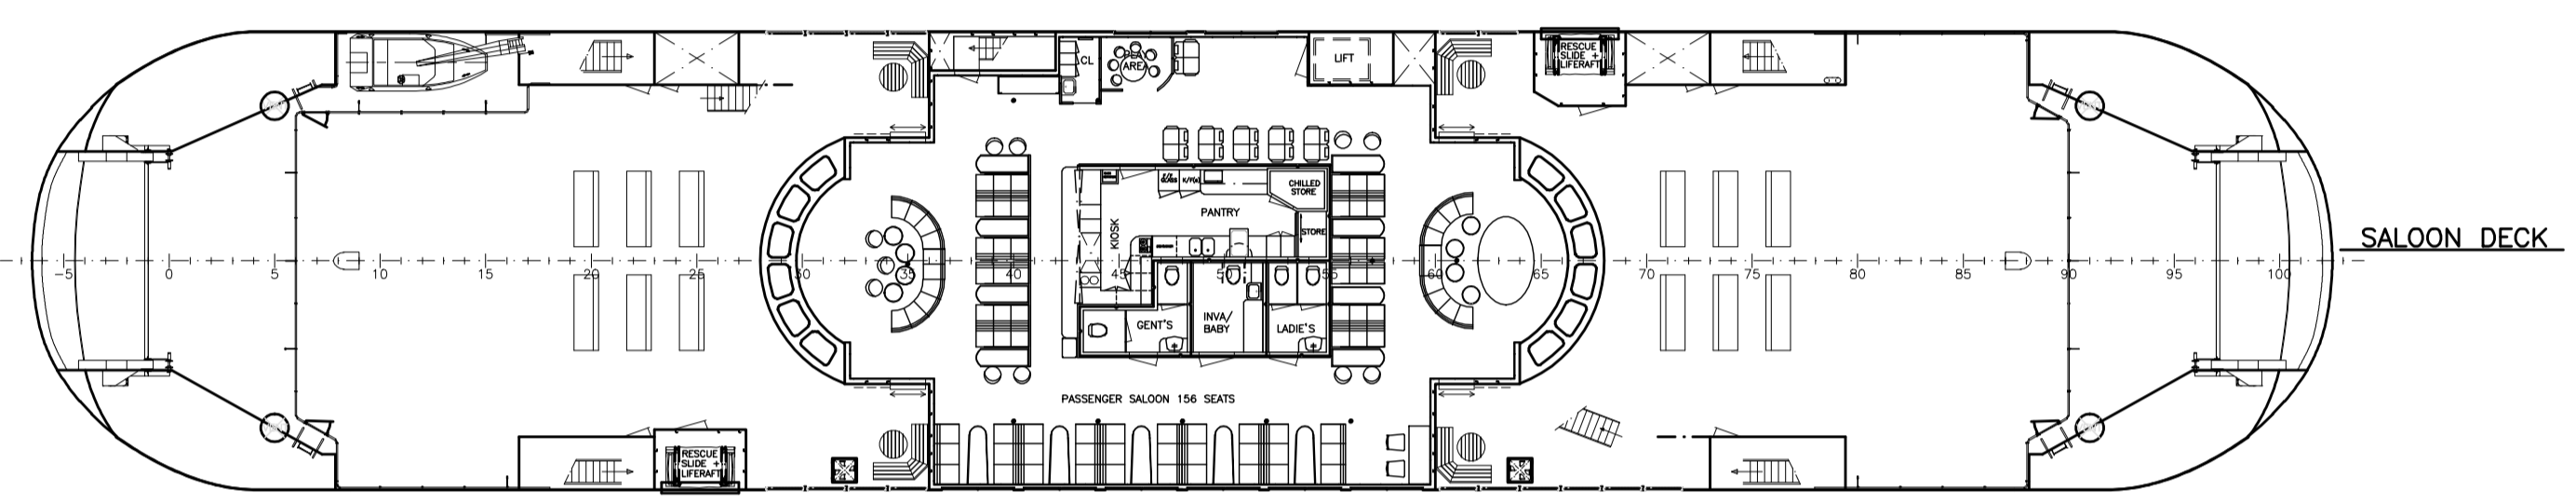 RESCUE
SLIDE +
LIFERAFT
CL
AREA
LIFT
CHILLED
STORE
PANTRY
KIOSK
STORE
SALOON DECK
-5 0 5 10 15 20 25 30 35 40 45 50 55 60 65 70 75 80 85 90 95 100
GENT'S
INVA/
BABY
LADIE'S
PASSENGER SALOON 156 SEATS
RESCUE
SLIDE +
LIFERAFT